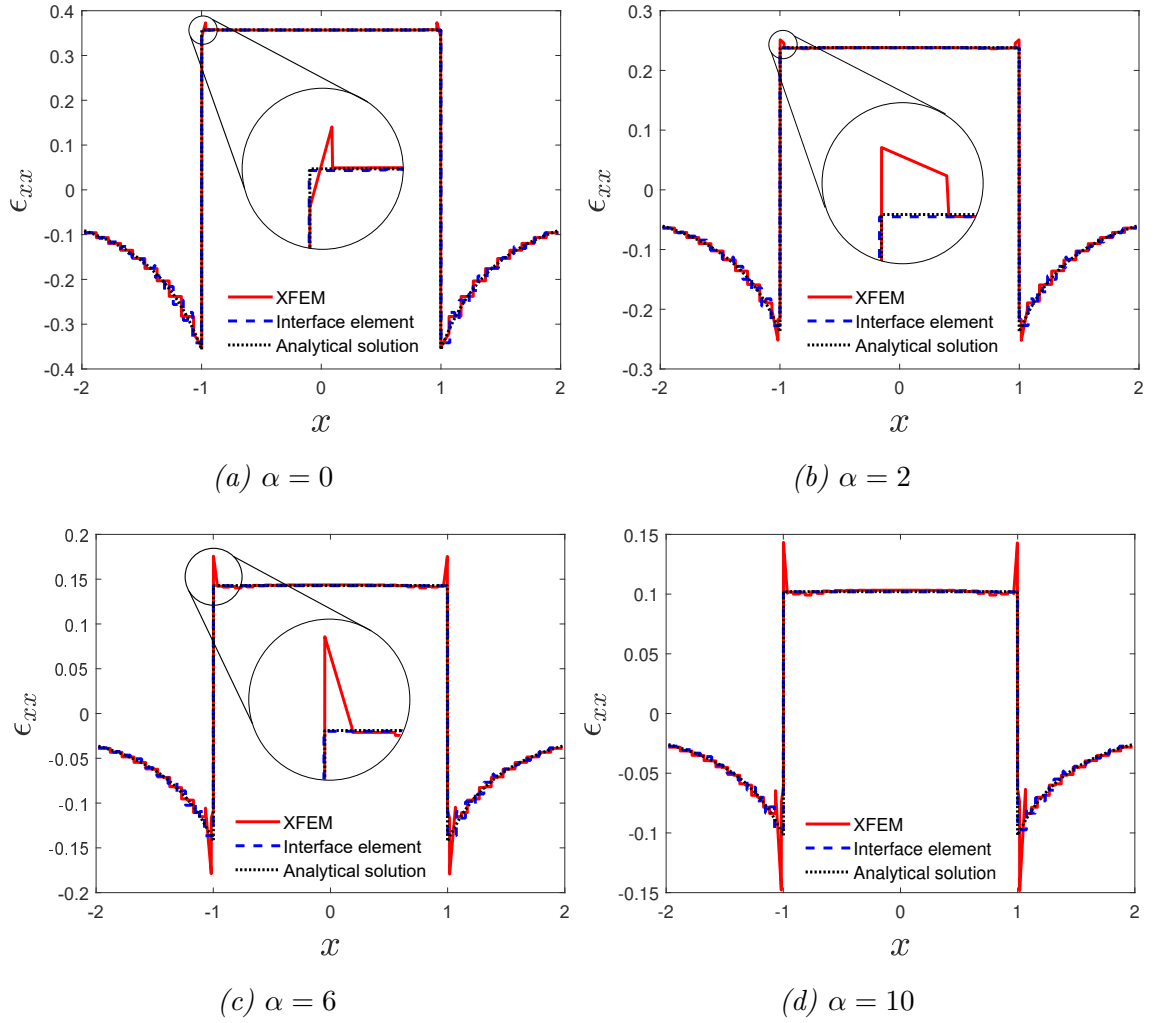 0.4
0.3
0.2
0.1
0
-0.1
-0.2
-0.3
-0.4
ϵxx
XFEM
Interface element
Analytical solution
-2 -1 0 1 2
x
(a) α = 0
0.3
0.2
0.1
0
-0.1
-0.2
-0.3
ϵxx
XFEM
Interface element
Analytical solution
-2 -1 0 1 2
x
(b) α = 2
0.2
0.15
0.1
0.05
0
-0.05
-0.1
-0.15
-0.2
ϵxx
XFEM
Interface element
Analytical solution
-2 -1 0 1 2
x
(c) α = 6
0.15
0.1
0.05
0
-0.05
-0.1
-0.15
ϵxx
XFEM
Interface element
Analytical solution
-2 -1 0 1 2
x
(d) α = 10